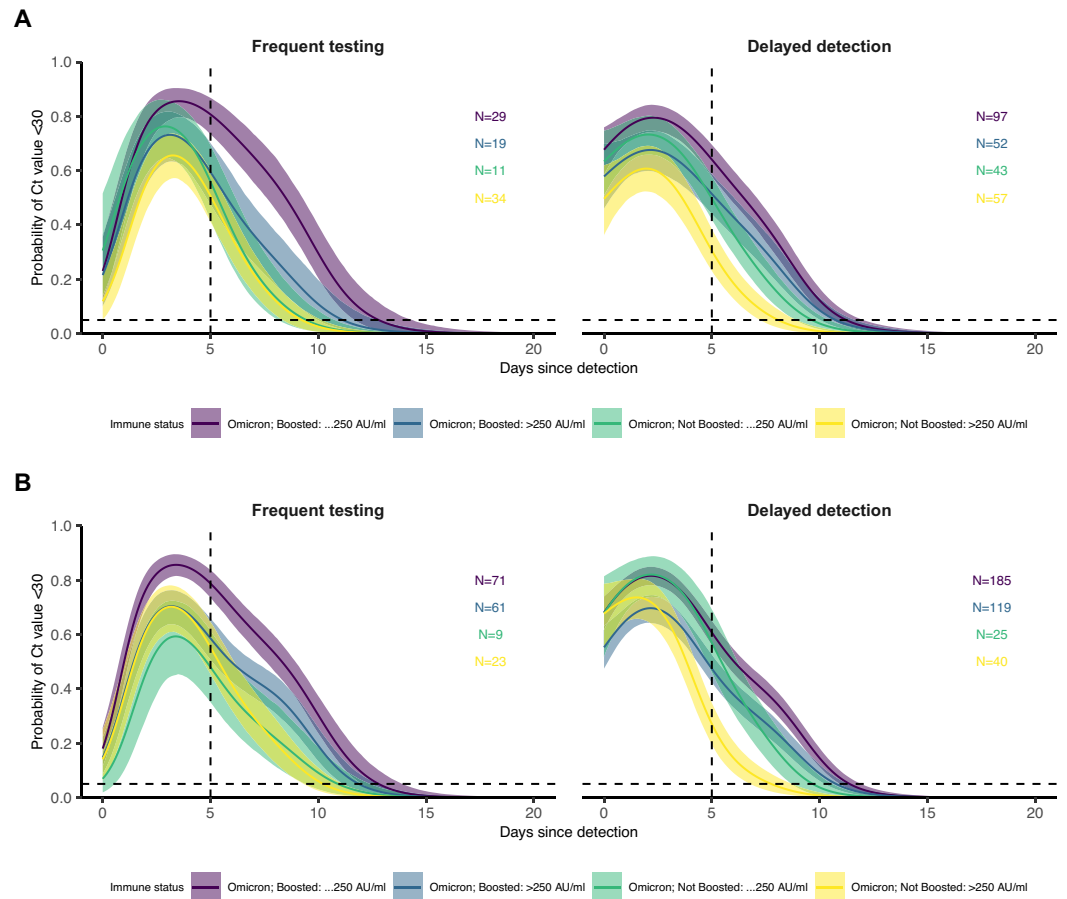 A
Frequent testing
Delayed detection
Probability of Ct value <30
1.0
0.8
0.6
0.4
0.2
0.0
N=29
N=19
N=11
N=34
N=97
N=52
N=43
N=57
0 5 10 15 20
0 5 10 15 20
Days since detection
Immune status Omicron; Boosted: ...250 AU/ml Omicron; Boosted: >250 AU/ml Omicron; Not Boosted: ...250 AU/ml Omicron; Not Boosted: >250 AU/ml
B
Frequent testing
Delayed detection
Probability of Ct value <30
1.0
0.8
0.6
0.4
0.2
0.0
N=71
N=61
N=9
N=23
N=185
N=119
N=25
N=40
0 5 10 15 20
0 5 10 15 20
Days since detection
Immune status Omicron; Boosted: ...250 AU/ml Omicron; Boosted: >250 AU/ml Omicron; Not Boosted: ...250 AU/ml Omicron; Not Boosted: >250 AU/ml